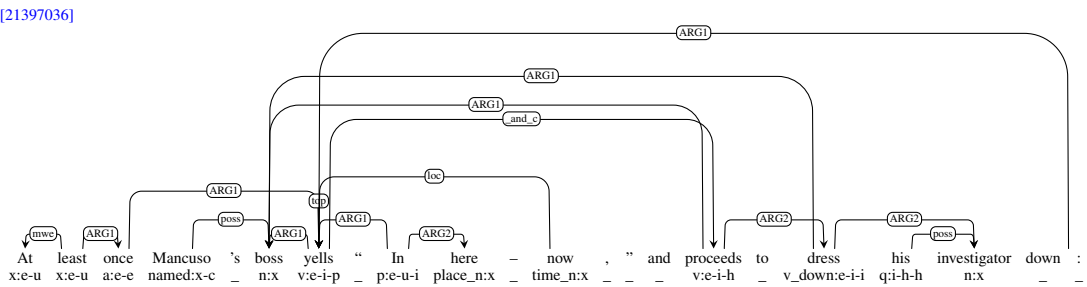 [21397036]
ARG1
ARG1
ARG1
_and_c
loc
ARG1
top
mwe ARG1 poss ARG1 ARG1 ARG2 ARG2 ARG2 poss
At least once Mancuso 's boss yells “ In here – now , ” and proceeds to dress his investigator down :
x:e-u x:e-u a:e-e named:x-c _ n:x v:e-i-p _ p:e-u-i place_n:x _ time_n:x _ _ _ v:e-i-h _ v_down:e-i-i q:i-h-h n:x _ _